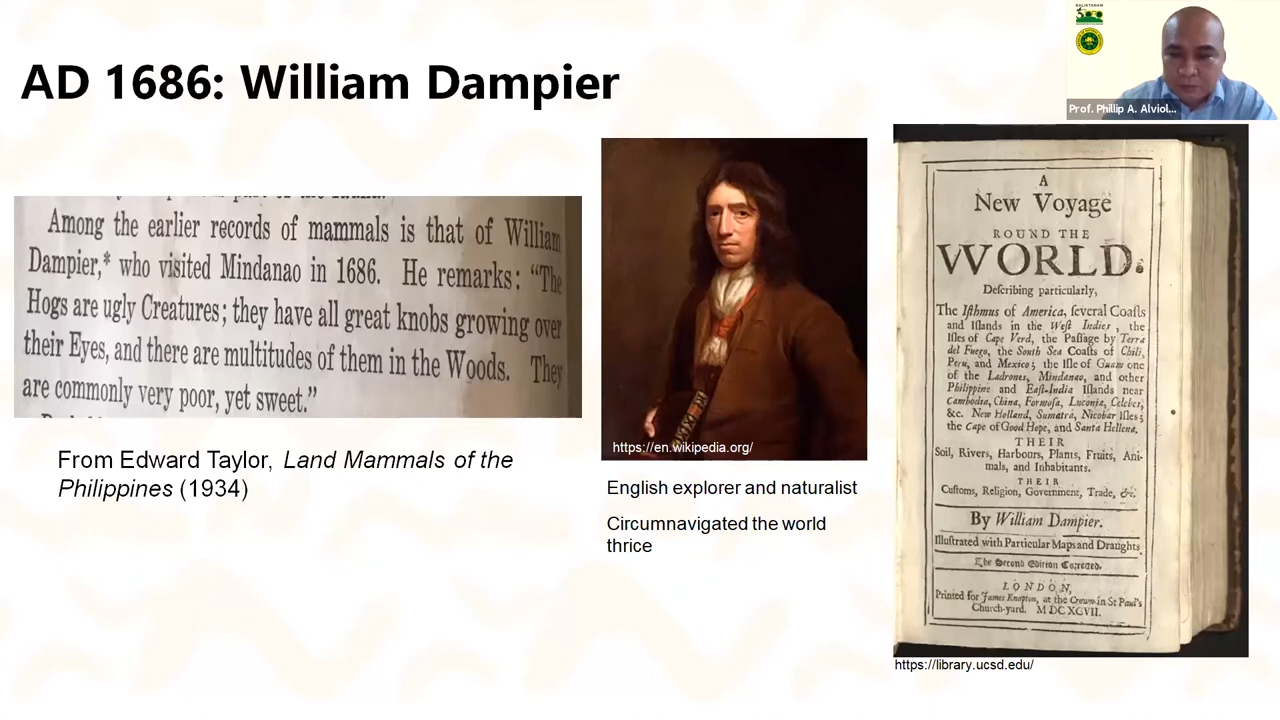 AD 1686: William Dampier
Among the earlier records of mammals is that of William
Dampier,* who visited Mindanao in 1686. He remarks: “The
Hogs are ugly Creatures; they have all great knobs growing over
their Eyes, and there are multitudes of them in the Woods. They
are commonly very poor, yet sweet.”
From Edward Taylor, Land Mammals of the
Philippines (1934)
https://en.wikipedia.org/
English explorer and naturalist
Circumnavigated the world
thrice
Prof. Phillip A. Alviol...
A
New Voyage
ROUND THE
WORLD.
Deſcribing particularly,
The Iſthmus of America, ſeveral Coaſts
and Iſlands in the Weſt Indies, the
Iſles of Cape Verd, the Paſſage by Terra
del Fuego, the South Sea Coaſts of Chili,
Peru, and Mexico; the Iſle of Guam one
of the Ladrones, Mindanao, and other
Philippine and Eaſt-India Iſlands near
Cambodia, China, Formoſa, Luconia, Celebes,
&c. New Holland, Sumatra, Nicobar Iſles;
the Cape of Good Hope, and Santa Hellena.
THEIR
Soil, Rivers, Harbours, Plants, Fruits, Ani-
mals, and Inhabitants.
THEIR
Cuſtoms, Religion, Government, Trade, &c.
By William Dampier.
Illuſtrated with Particular Maps and Draughts
The Second Edition Corrected.
LONDON,
Printed for James Knapton, at the Crown in St Paul's
Church-yard. MDCXCVII.
https://library.ucsd.edu/